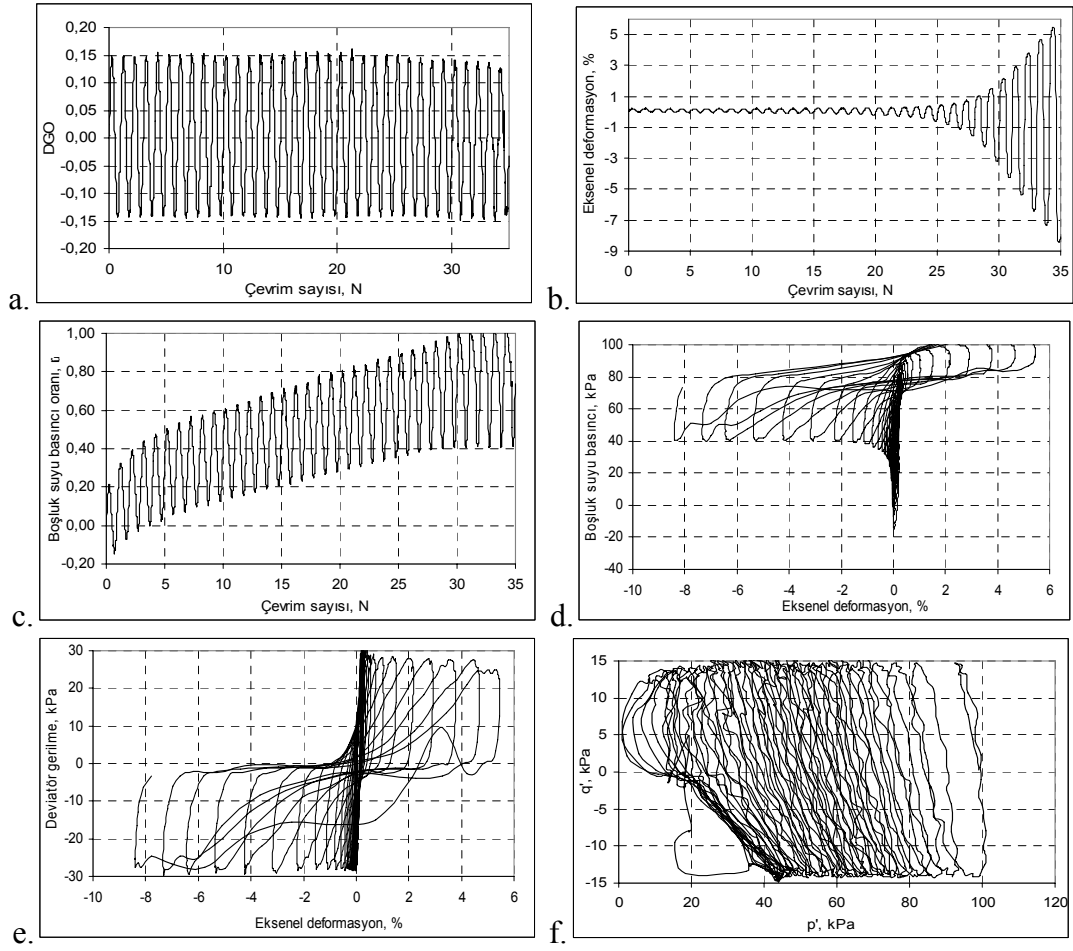 0,20
0,15
0,10
0,05
0,00
-0,05
-0,10
-0,15
-0,20
DGO
0 10 20 30
Çevrim sayısı, N
a.
5
3
1
-1
-3
-5
-7
-9
Eksenel deformasyon, %
0 5 10 15 20 25 30 35
Çevrim sayısı, N
b.
1,00
0,80
0,60
0,40
0,20
0,00
-0,20
Boşluk suyu basıncı oranı,
0 5 10 15 20 25 30 35
Çevrim sayısı, N
c.
100
80
60
40
20
0
-20
-40
Boşluk suyu basıncı, kPa
-10 -8 -6 -4 -2 0 2 4 6
Eksenel deformasyon, %
d.
30
20
10
0
-10
-20
-30
Deviatör gerilme, kPa
-10 -8 -6 -4 -2 0 2 4 6
Eksenel deformasyon, %
e.
15
10
5
0
-5
-10
-15
q', kPa
0 20 40 60 80 100 120
p', kPa
f.